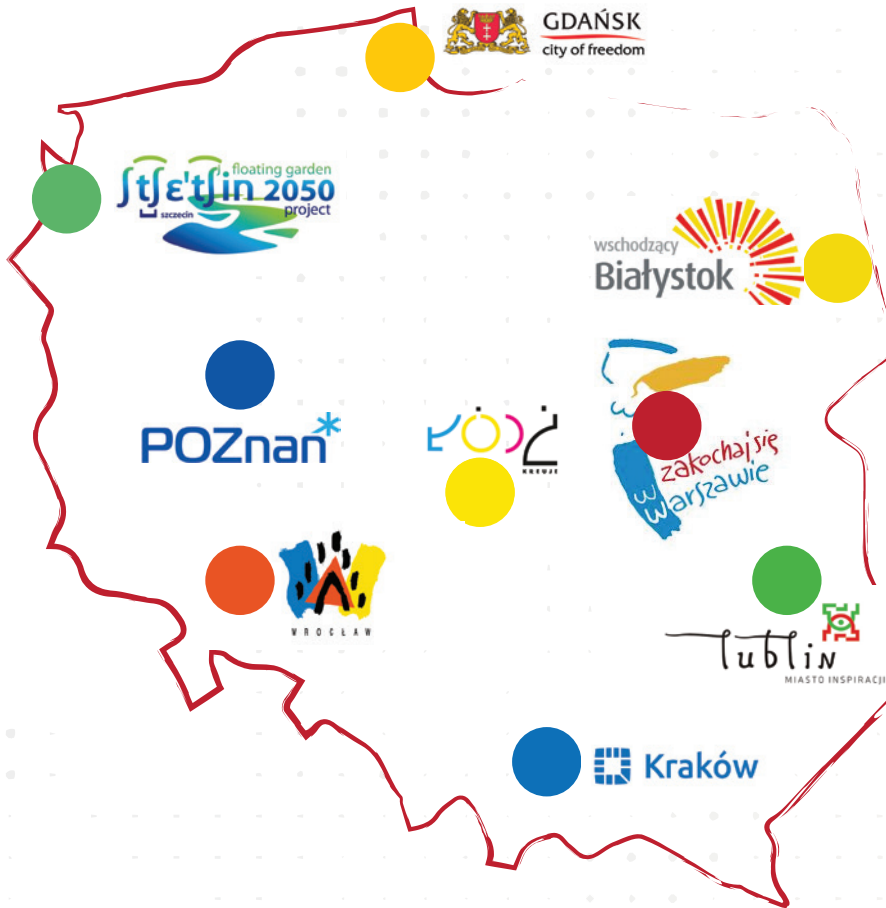 GDAŃSK
city of freedom
floating garden
ʃtʃɛ'tʃin 2050
szczecin
project
wschodzący
Białystok
POZnan*
ŁÓDŹ
KREUJE
zakochaj się
w
warszawie
WROCŁAW
lublin
MIASTO INSPIRACJI
Kraków